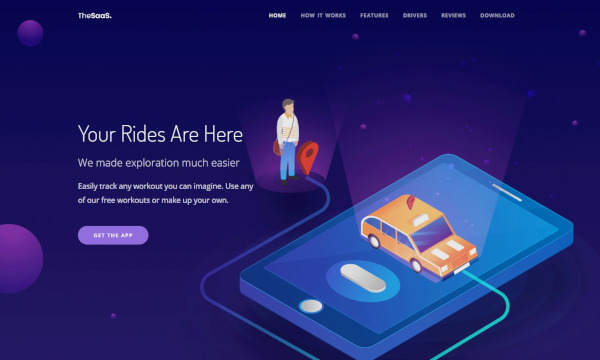 TheSaaS.
HOME HOW IT WORKS FEATURES DRIVERS REVIEWS DOWNLOAD
Your Rides Are Here
We made exploration much easier
Easily track any workout you can imagine. Use any
of our free workouts or make up your own.
GET THE APP